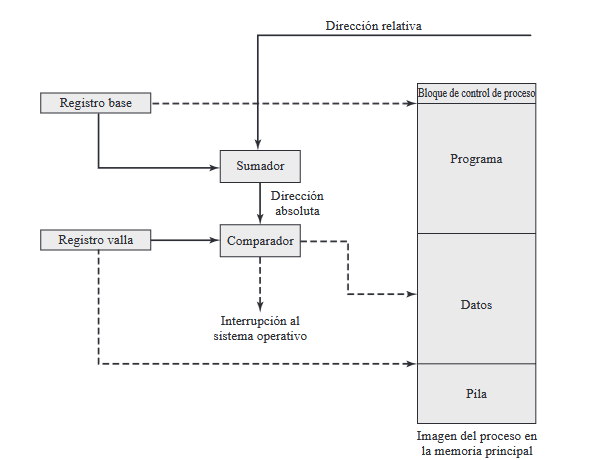 Dirección relativa
Bloque de control de proceso
Registro base
Programa
Sumador
Dirección
absoluta
Registro valla
Comparador
Datos
Interrupción al
sistema operativo
Pila
Imagen del proceso en
la memoria principal